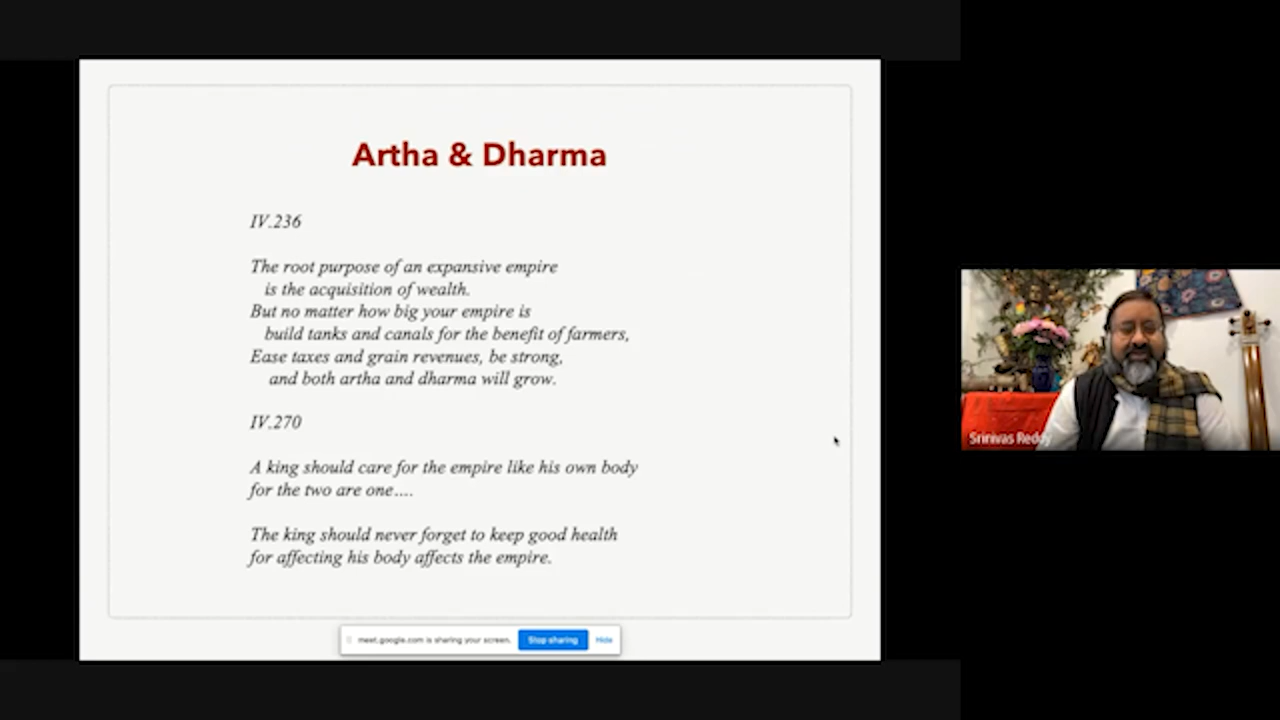 Artha & Dharma
IV.236
The root purpose of an expansive empire
is the acquisition of wealth.
But no matter how big your empire is
build tanks and canals for the benefit of farmers,
Ease taxes and grain revenues, be strong,
and both artha and dharma will grow.
IV.270
A king should care for the empire like his own body
for the two are one....
The king should never forget to keep good health
for affecting his body affects the empire.
meet.google.com is sharing your screen.
Stop sharing
Hide
Srinivas Reddy